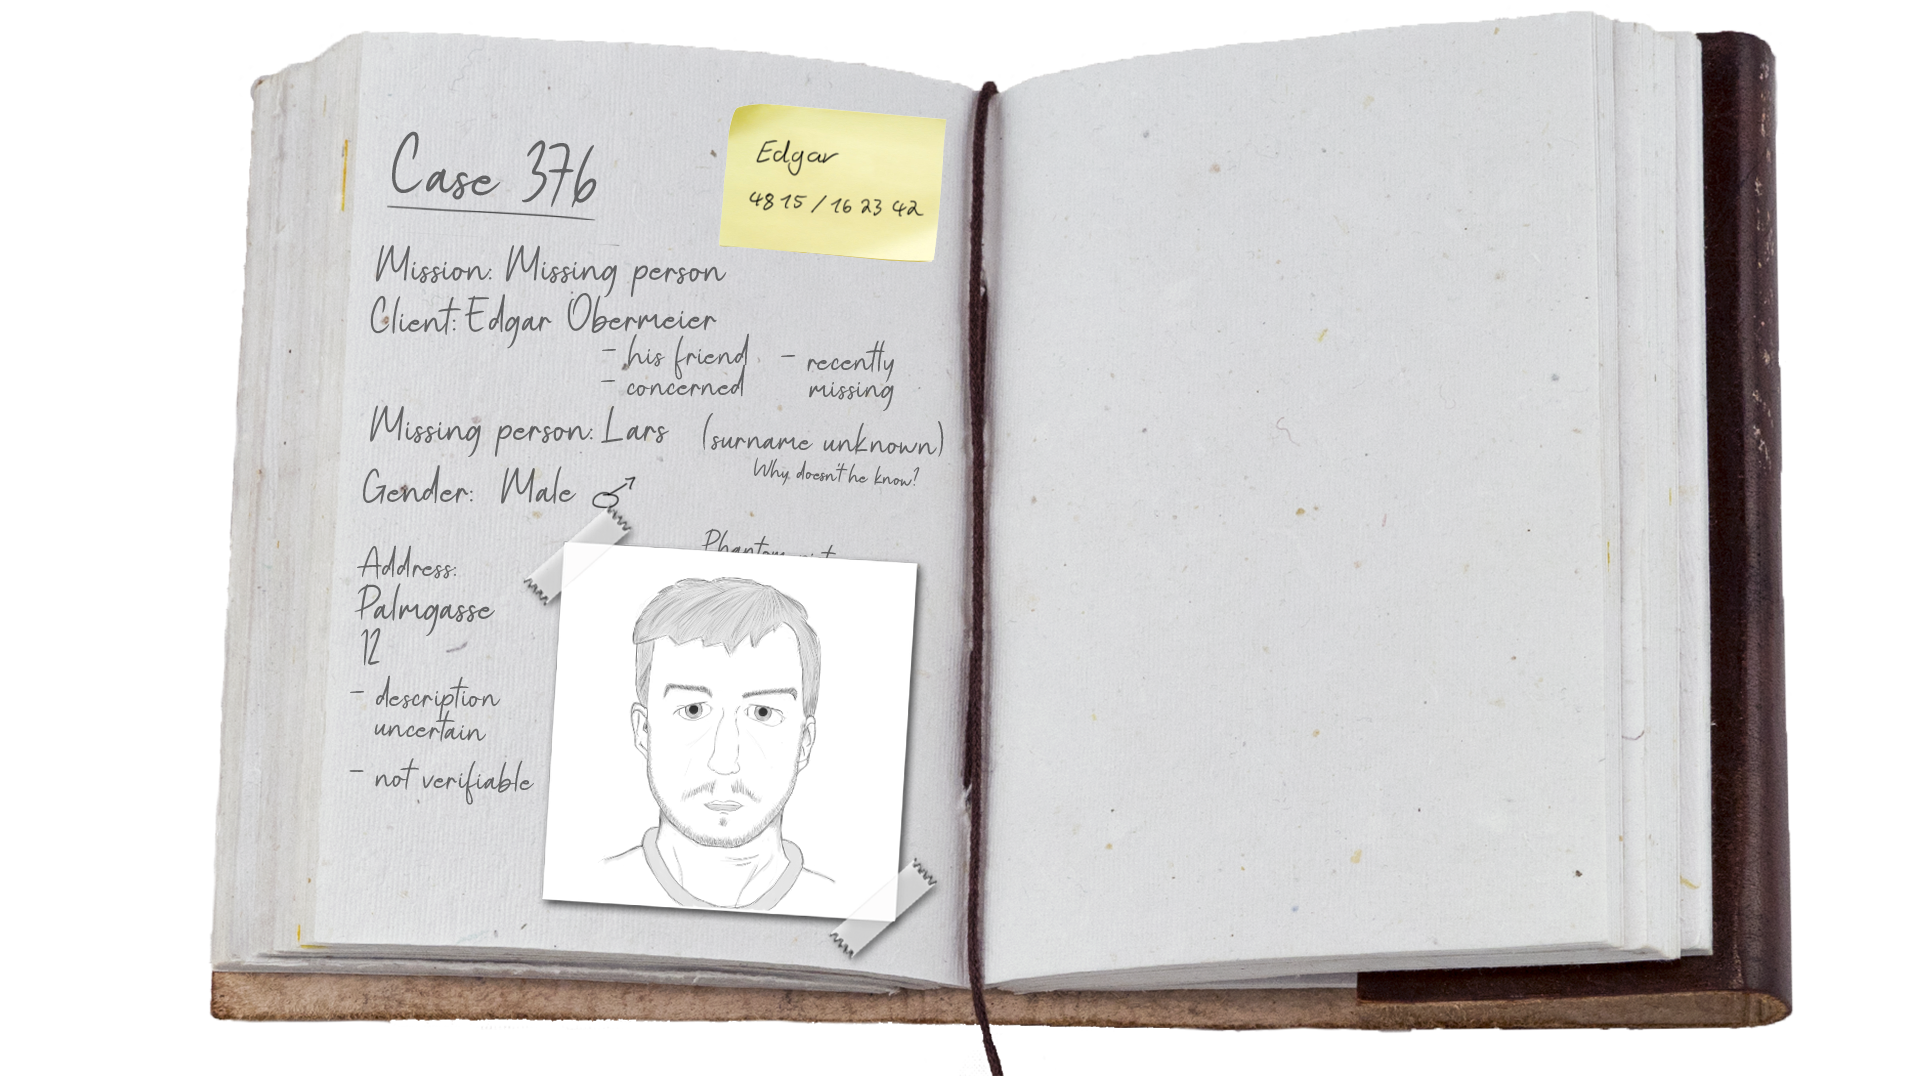 Case 376
Edgar
4815 / 16 23 42
Mission: Missing person
Client: Edgar Obermeier
- his friend
- concerned
- recently
missing
Missing person: Lars (surname unknown)
Why doesn't he know?
Gender: Male ♂
Address:
Palmgasse
12
- description
uncertain
- not verifiable
Phantom